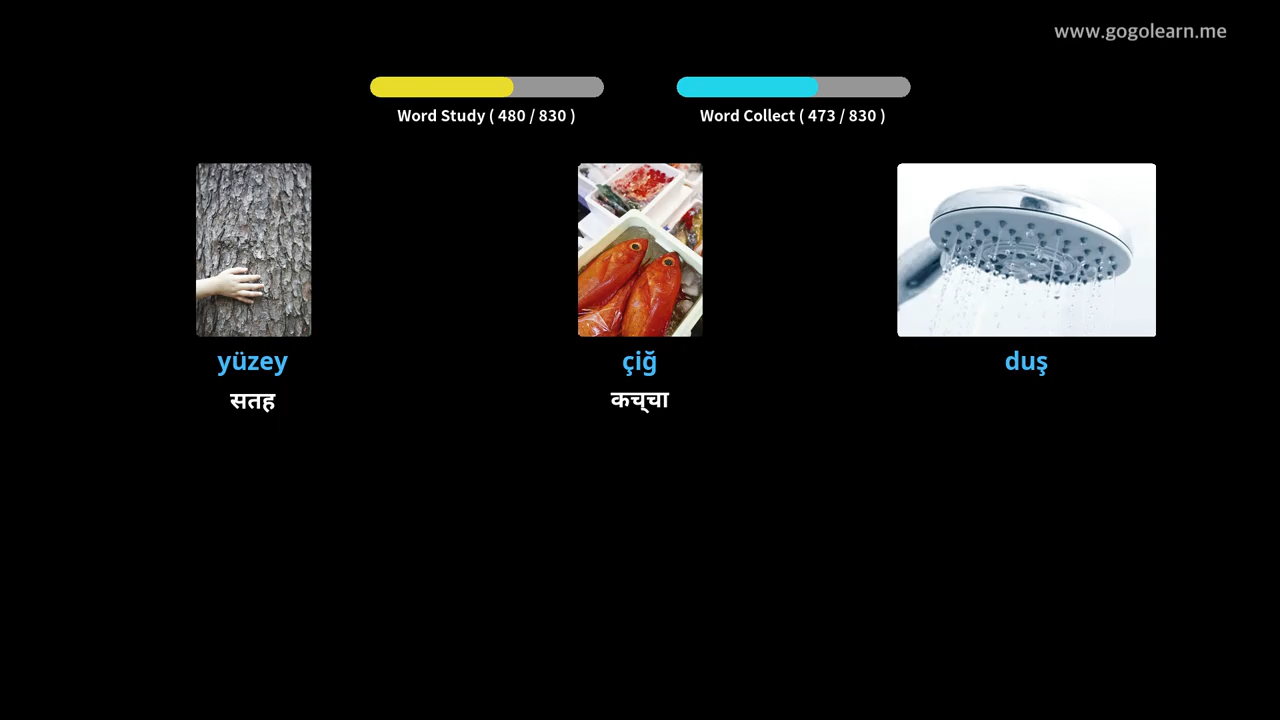 www.gogolearn.me
Word Study ( 480 / 830 )
Word Collect ( 473 / 830 )
yüzey
सतह
çiğ
कच्चा
duş